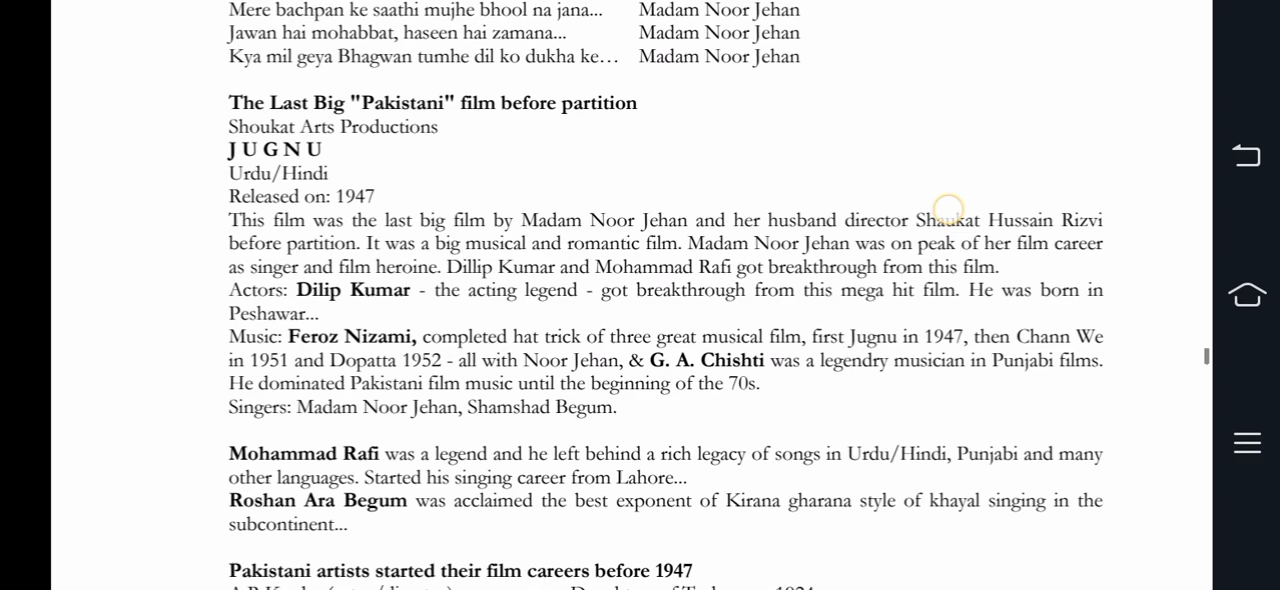 Mere bachpan ke saathi mujhe bhool na jana... Madam Noor Jehan
Jawan hai mohabbat, haseen hai zamana... Madam Noor Jehan
Kya mil geya Bhagwan tumhe dil ko dukha ke… Madam Noor Jehan
The Last Big "Pakistani" film before partition
Shoukat Arts Productions
J U G N U
Urdu/Hindi
Released on: 1947
This film was the last big film by Madam Noor Jehan and her husband director Shaukat Hussain Rizvi
before partition. It was a big musical and romantic film. Madam Noor Jehan was on peak of her film career
as singer and film heroine. Dillip Kumar and Mohammad Rafi got breakthrough from this film.
Actors: Dilip Kumar - the acting legend - got breakthrough from this mega hit film. He was born in
Peshawar...
Music: Feroz Nizami, completed hat trick of three great musical film, first Jugnu in 1947, then Chann We
in 1951 and Dopatta 1952 - all with Noor Jehan, & G. A. Chishti was a legendry musician in Punjabi films.
He dominated Pakistani film music until the beginning of the 70s.
Singers: Madam Noor Jehan, Shamshad Begum.
Mohammad Rafi was a legend and he left behind a rich legacy of songs in Urdu/Hindi, Punjabi and many
other languages. Started his singing career from Lahore...
Roshan Ara Begum was acclaimed the best exponent of Kirana gharana style of khayal singing in the
subcontinent...
Pakistani artists started their film careers before 1947